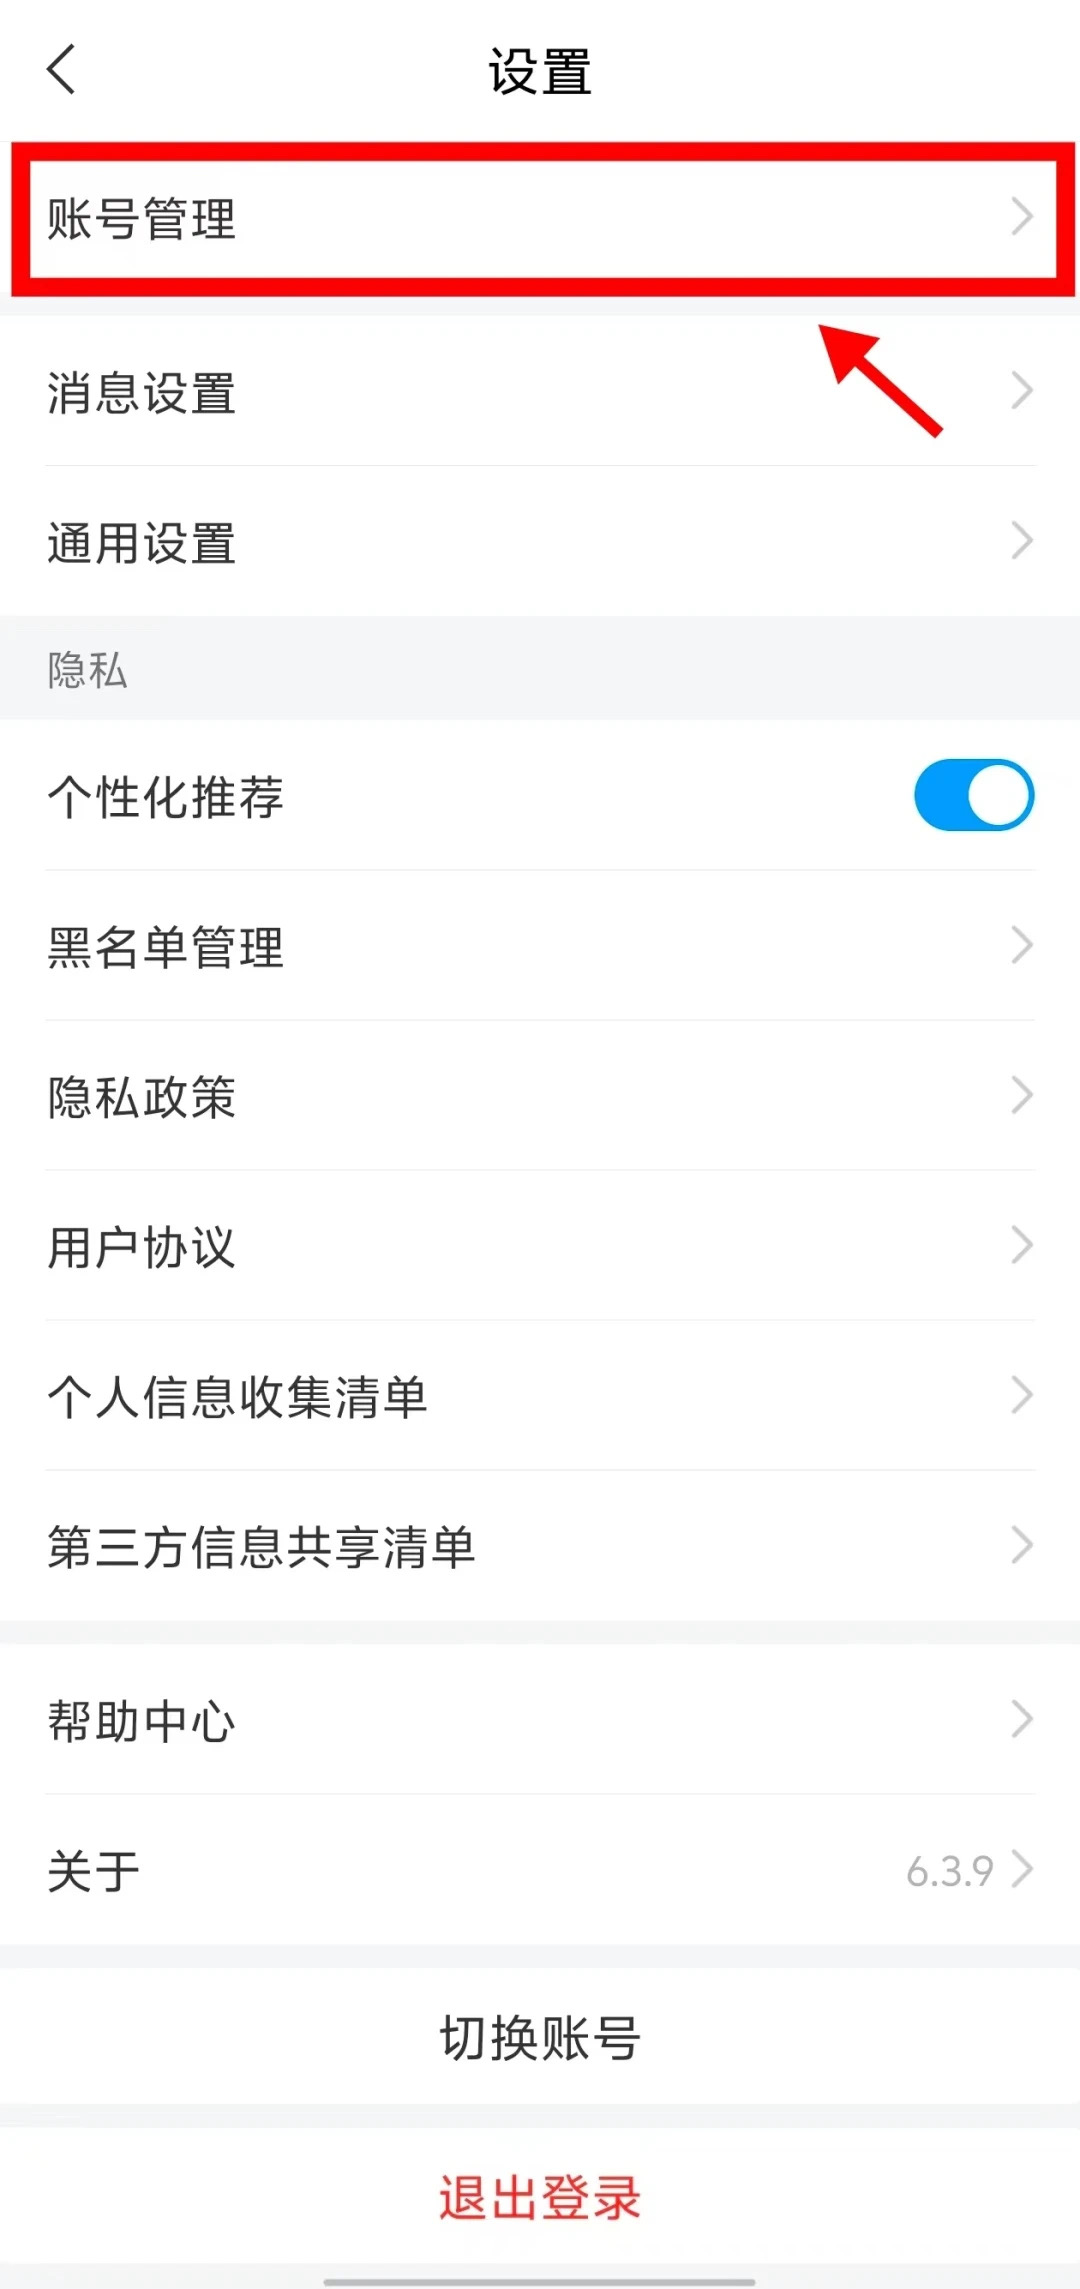 设置
账号管理
消息设置
通用设置
隐私
个性化推荐
黑名单管理
隐私政策
用户协议
个人信息收集清单
第三方信息共享清单
帮助中心
关于 6.3.9
切换账号
退出登录